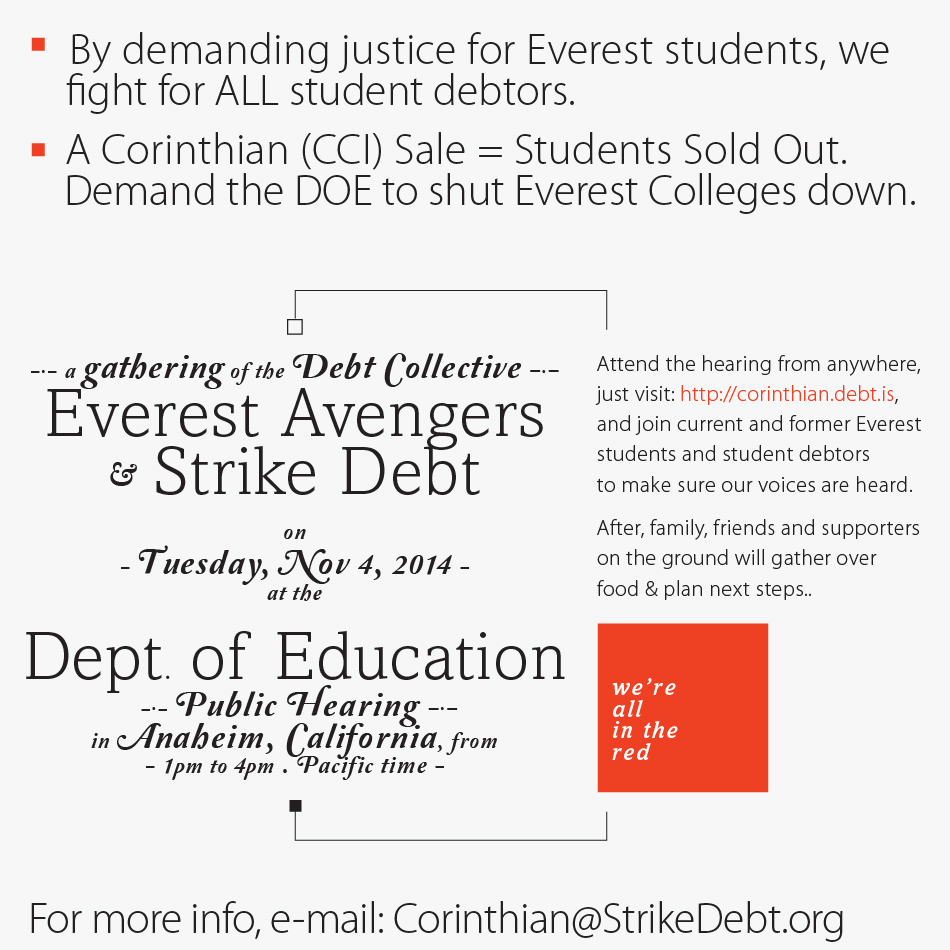 By demanding justice for Everest students, we
fight for ALL student debtors.
A Corinthian (CCI) Sale = Students Sold Out.
Demand the DOE to shut Everest Colleges down.
-·- a gathering of the Debt Collective -·-
Everest Avengers
& Strike Debt
on
- Tuesday, Nov 4, 2014 -
at the
Dept. of Education
-·- Public Hearing -·-
in Anaheim, California, from
- 1pm to 4pm . Pacific time -
Attend the hearing from anywhere,
just visit: http://corinthian.debt.is,
and join current and former Everest
students and student debtors
to make sure our voices are heard.
After, family, friends and supporters
on the ground will gather over
food & plan next steps..
we're
all
in the
red
For more info, e-mail: Corinthian@StrikeDebt.org